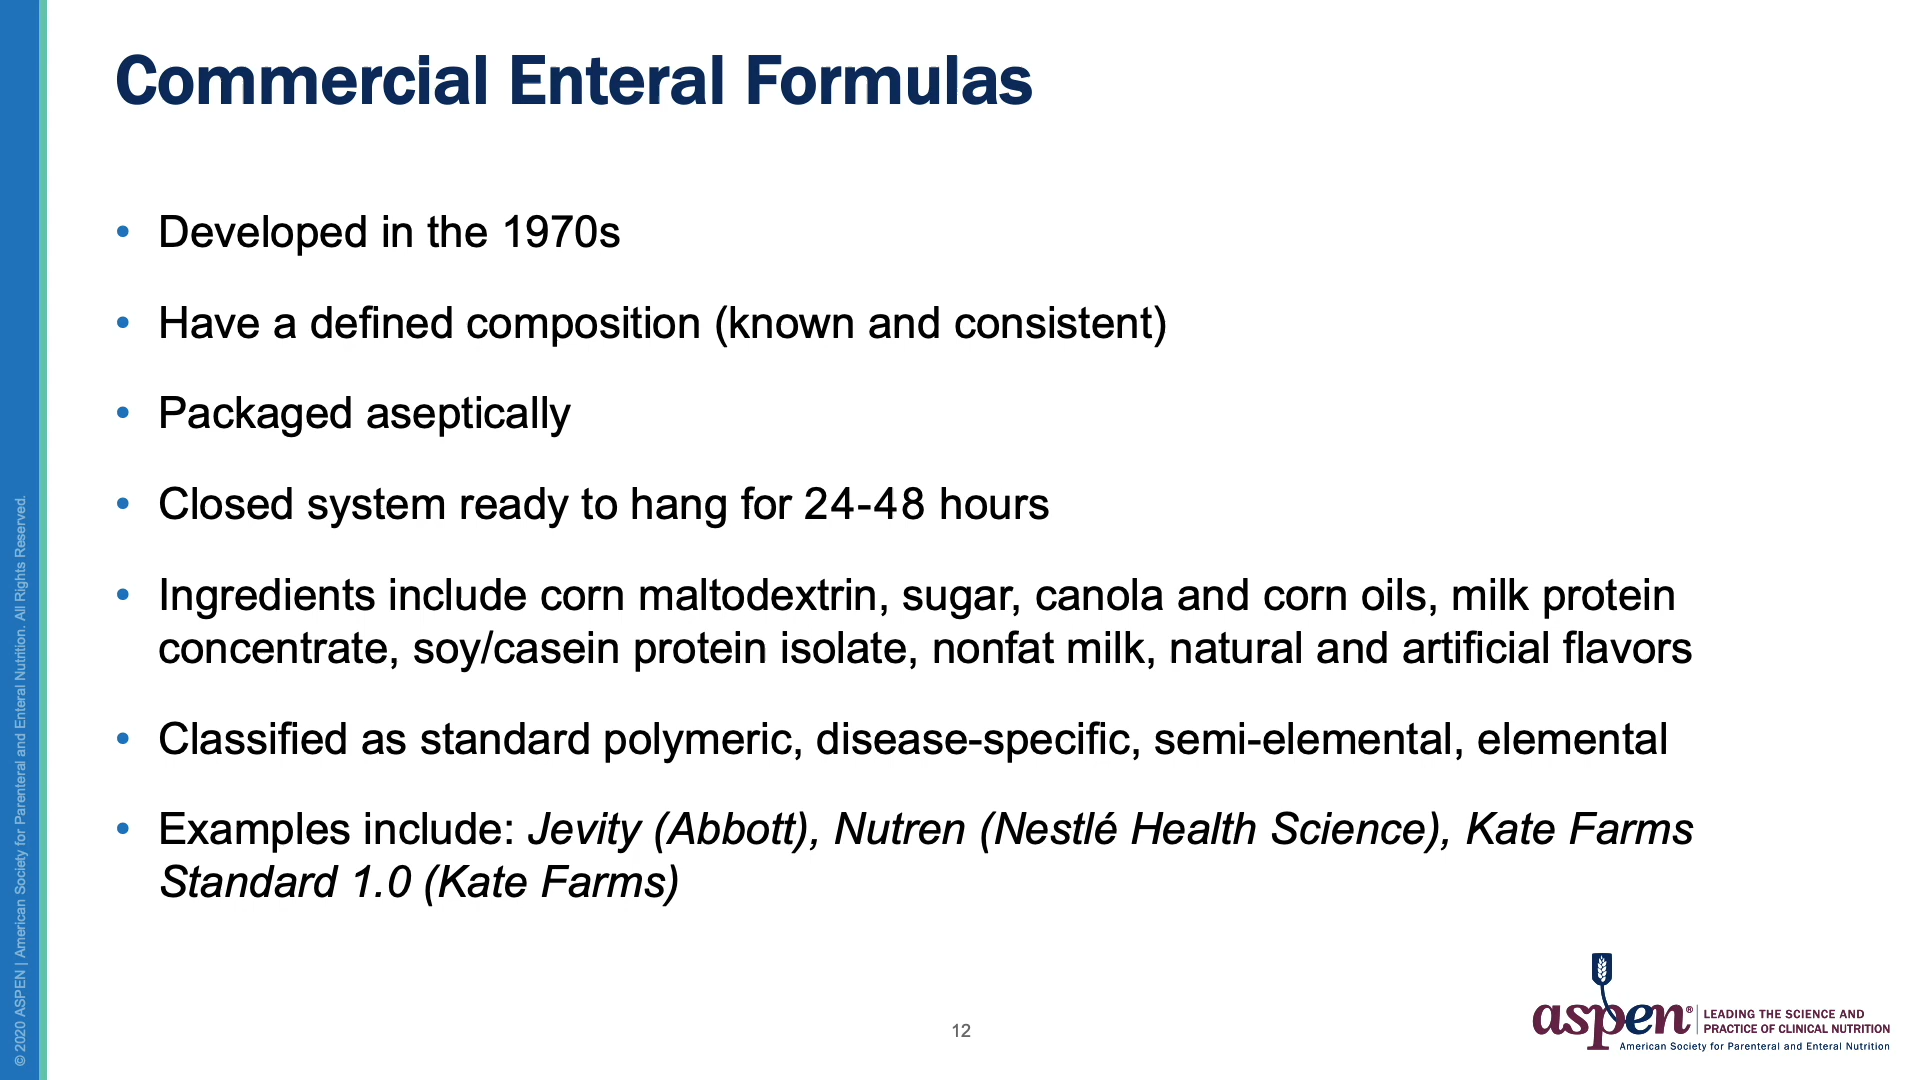 Commercial Enteral Formulas
• Developed in the 1970s
• Have a defined composition (known and consistent)
• Packaged aseptically
• Closed system ready to hang for 24-48 hours
• Ingredients include corn maltodextrin, sugar, canola and corn oils, milk protein
concentrate, soy/casein protein isolate, nonfat milk, natural and artificial flavors
• Classified as standard polymeric, disease-specific, semi-elemental, elemental
• Examples include: Jevity (Abbott), Nutren (Nestlé Health Science), Kate Farms
Standard 1.0 (Kate Farms)
© 2020 ASPEN | American Society for Parenteral and Enteral Nutrition. All Rights Reserved.
12
aspen®
LEADING THE SCIENCE AND
PRACTICE OF CLINICAL NUTRITION
American Society for Parenteral and Enteral Nutrition